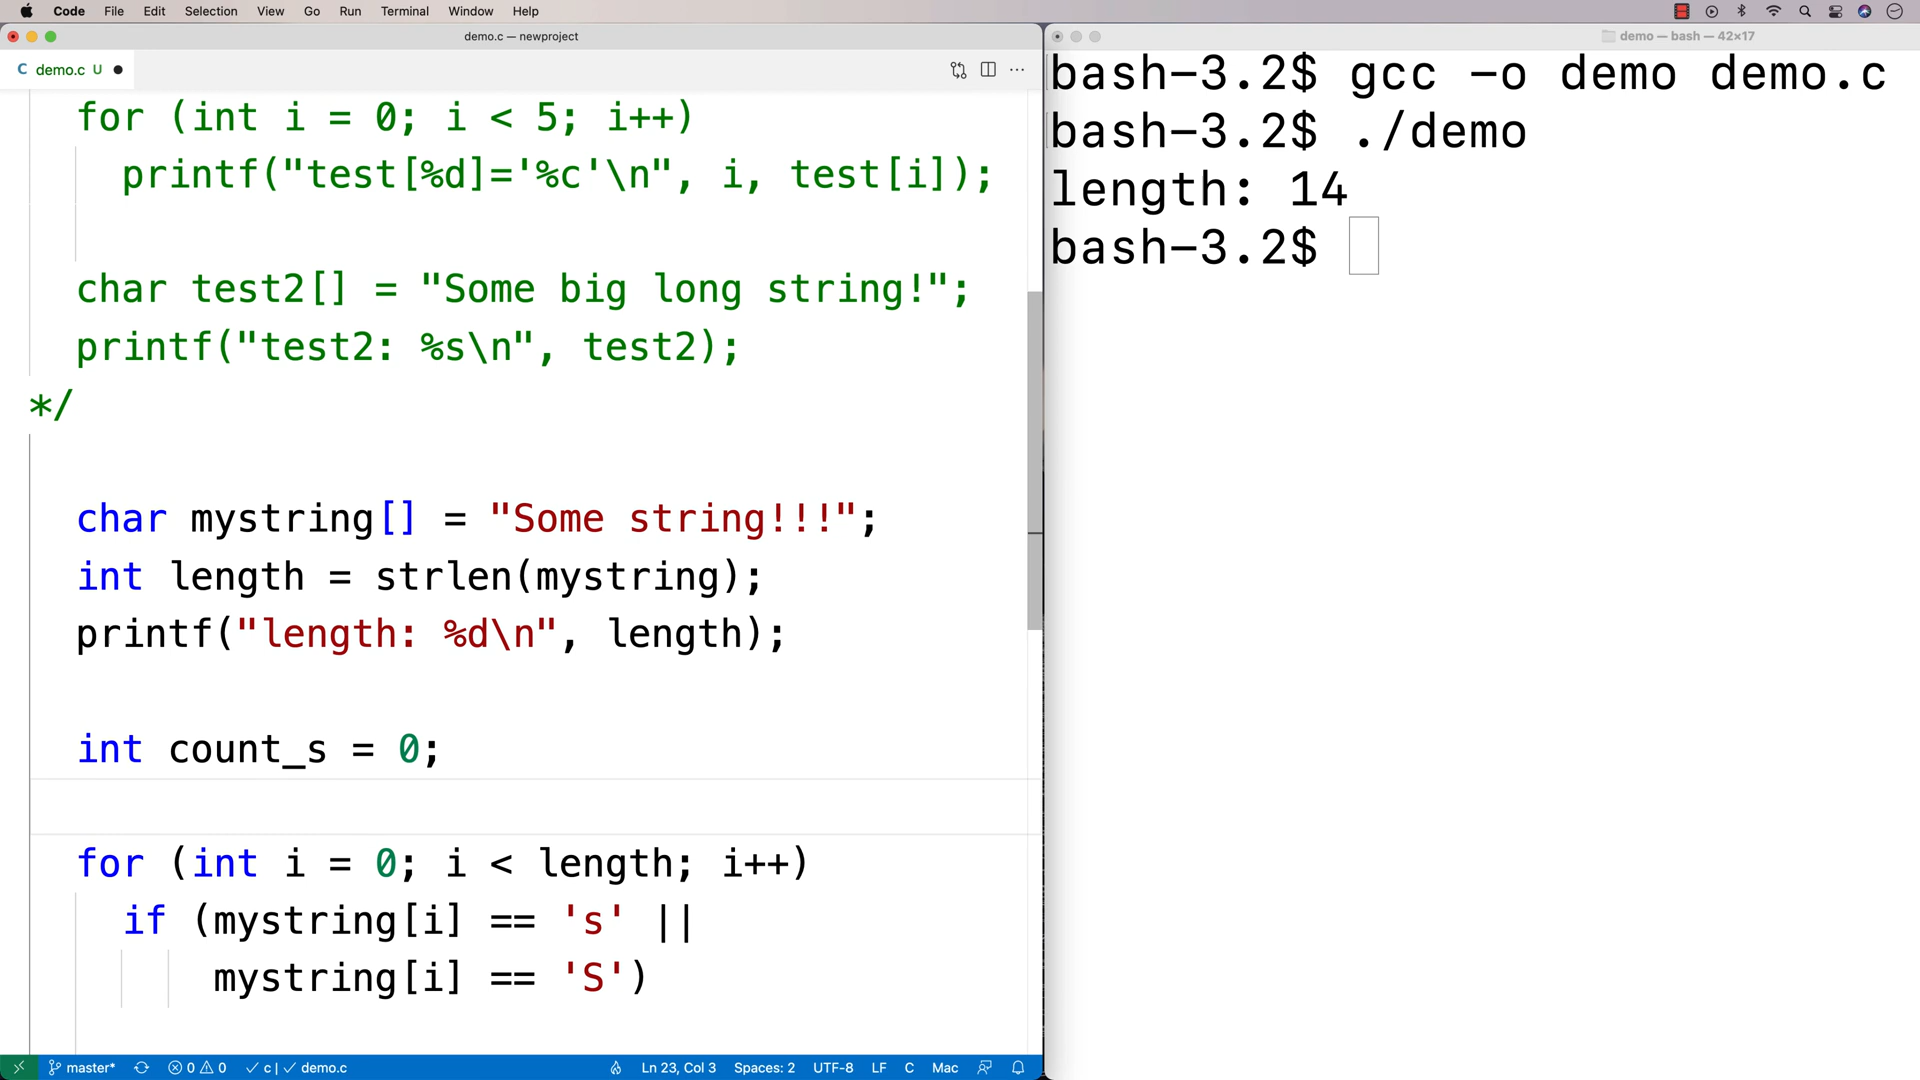 Code File Edit Selection View Go Run Terminal Window Help
demo.c — newproject
C demo.c U
for (int i = 0; i < 5; i++)
printf("test[%d]='%c'\n", i, test[i]);
char test2[] = "Some big long string!";
printf("test2: %s\n", test2);
*/
char mystring[] = "Some string!!!";
int length = strlen(mystring);
printf("length: %d\n", length);
int count_s = 0;
for (int i = 0; i < length; i++)
if (mystring[i] == 's' ||
mystring[i] == 'S')
master* 0 0 c | demo.c Ln 23, Col 3 Spaces: 2 UTF-8 LF C Mac
demo — bash — 42×17
bash-3.2$ gcc -o demo demo.c
bash-3.2$ ./demo
length: 14
bash-3.2$